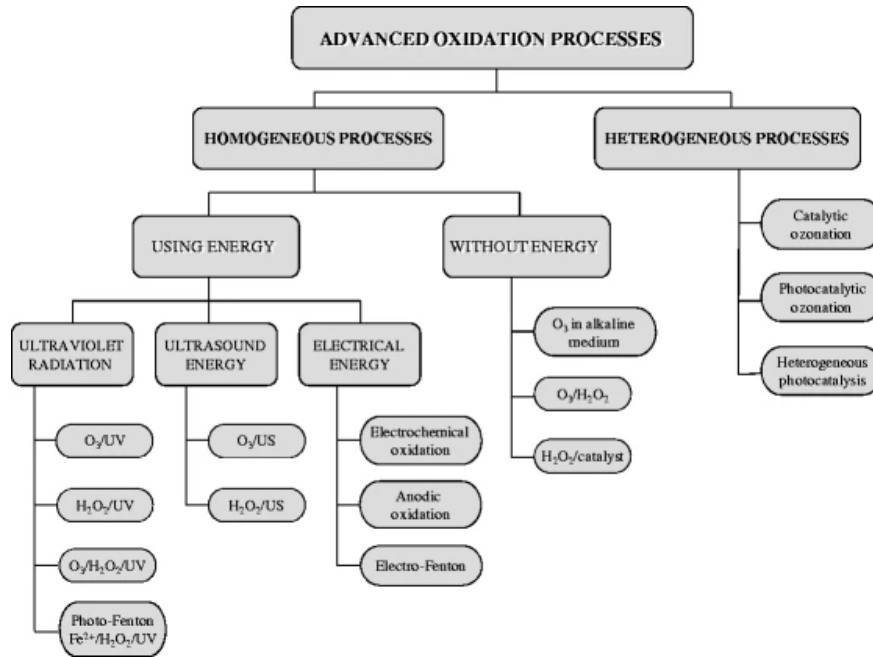 ADVANCED OXIDATION PROCESSES
HOMOGENEOUS PROCESSES
HETEROGENEOUS PROCESSES
USING ENERGY
WITHOUT ENERGY
Catalytic
ozonation
Photocatalytic
ozonation
Heterogeneous
photocatalysis
ULTRAVIOLET
RADIATION
ULTRASOUND
ENERGY
ELECTRICAL
ENERGY
O₃ in alkaline
medium
O₃/H₂O₂
H₂O₂/catalyst
O₃/UV
H₂O₂/UV
O₃/H₂O₂/UV
Photo-Fenton
Fe²⁺/H₂O₂/UV
O₃/US
H₂O₂/US
Electrochemical
oxidation
Anodic
oxidation
Electro-Fenton